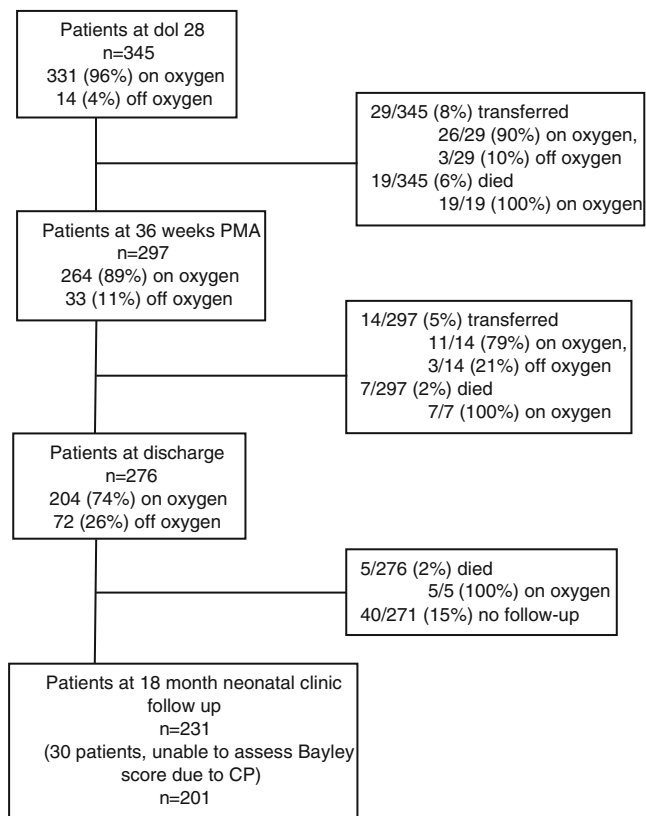 Patients at dol 28
n=345
331 (96%) on oxygen
14 (4%) off oxygen
29/345 (8%) transferred
26/29 (90%) on oxygen,
3/29 (10%) off oxygen
19/345 (6%) died
19/19 (100%) on oxygen
Patients at 36 weeks PMA
n=297
264 (89%) on oxygen
33 (11%) off oxygen
14/297 (5%) transferred
11/14 (79%) on oxygen,
3/14 (21%) off oxygen
7/297 (2%) died
7/7 (100%) on oxygen
Patients at discharge
n=276
204 (74%) on oxygen
72 (26%) off oxygen
5/276 (2%) died
5/5 (100%) on oxygen
40/271 (15%) no follow-up
Patients at 18 month neonatal clinic
follow up
n=231
(30 patients, unable to assess Bayley
score due to CP)
n=201